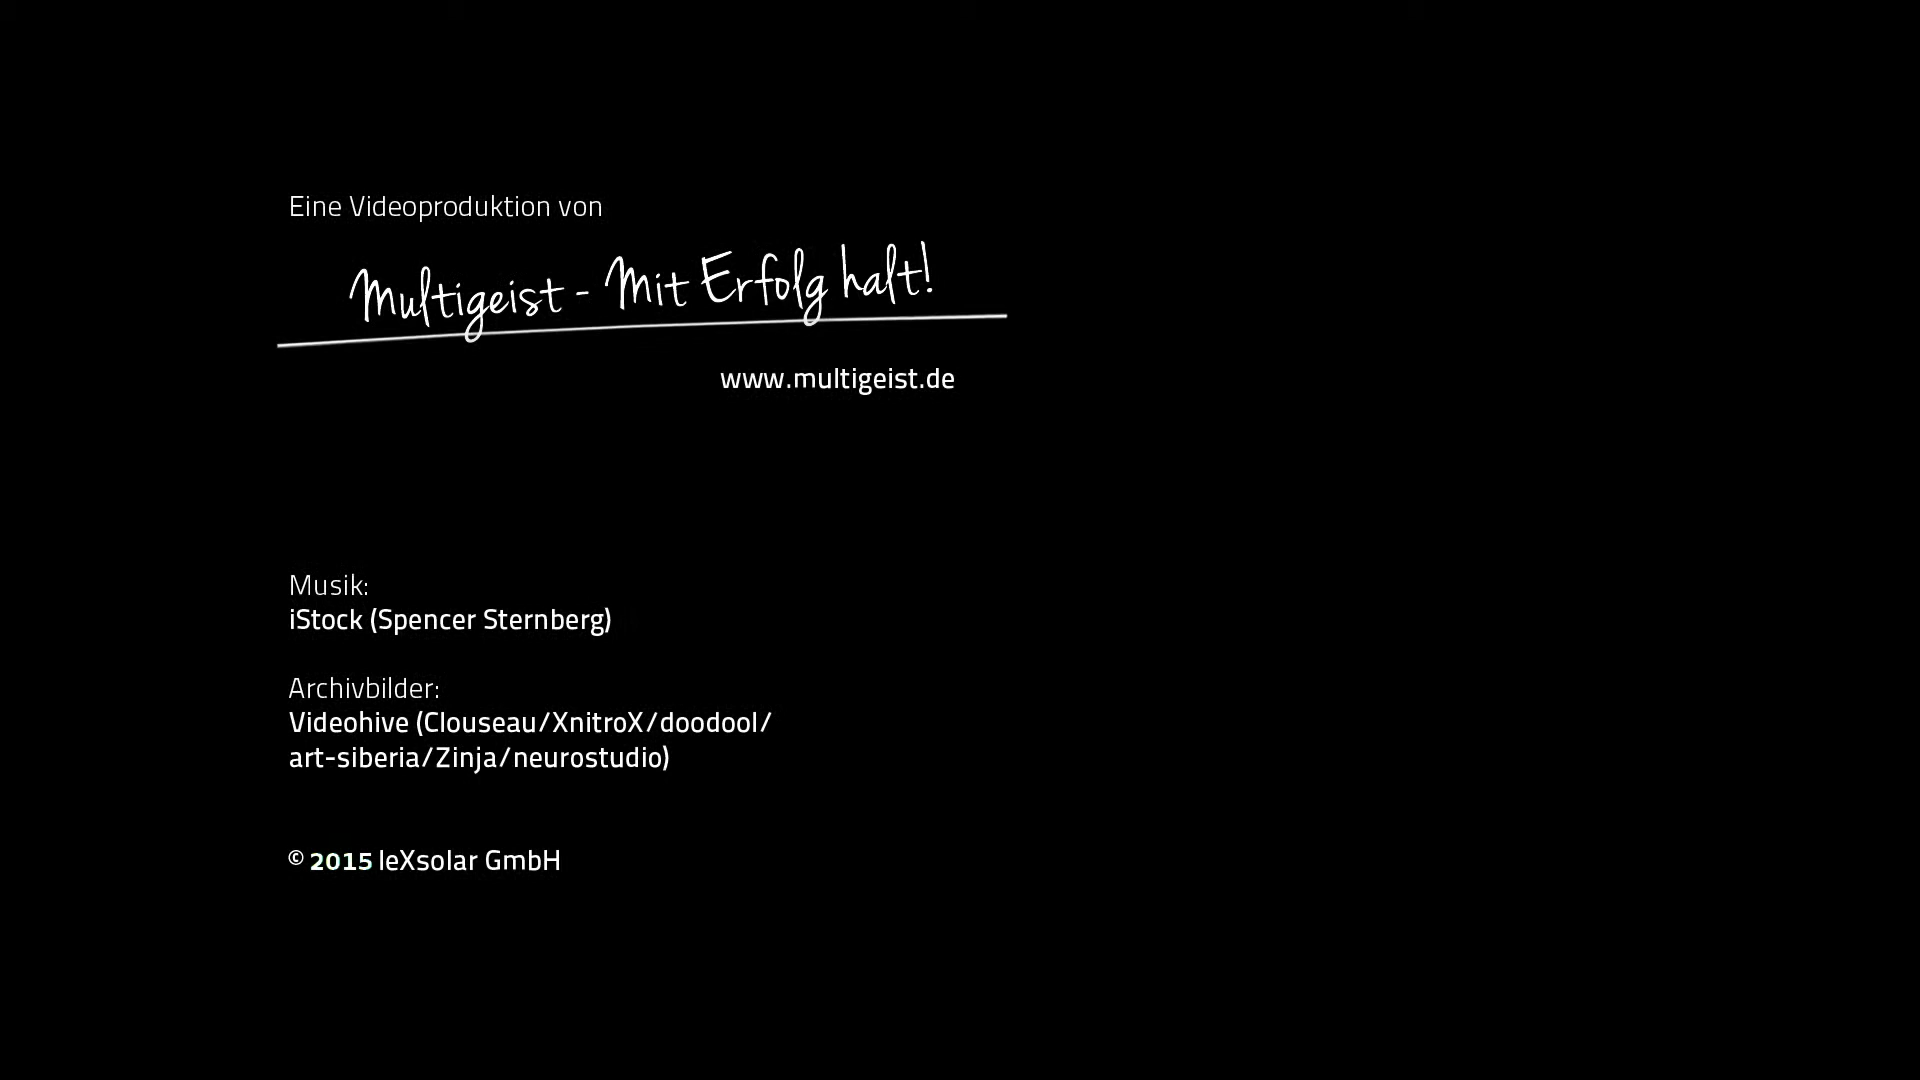 Eine Videoproduktion von
Multigeist - Mit Erfolg halt!
www.multigeist.de
Musik:
iStock (Spencer Sternberg)
Archivbilder:
Videohive (Clouseau/XnitroX/doodool/
art-siberia/Zinja/neurostudio)
© 2015 leXsolar GmbH